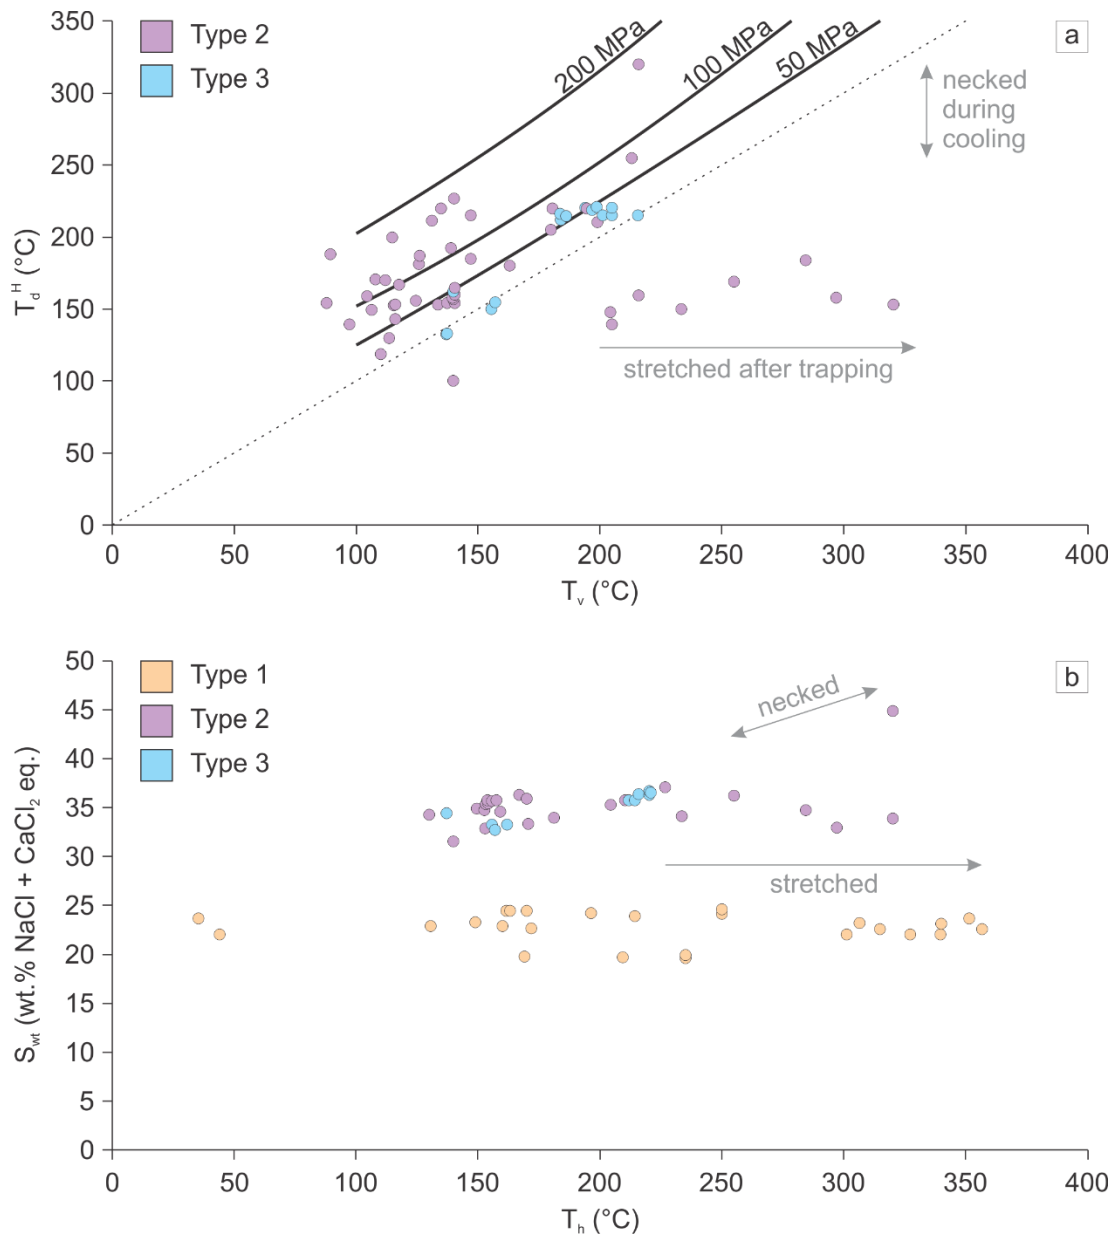 350
300
250
200
150
100
50
0
T_d^H (°C)
Type 2
Type 3
200 MPa
100 MPa
50 MPa
a
necked
during
cooling
stretched after trapping
0 50 100 150 200 250 300 350 400
T_v (°C)
50
45
40
35
30
25
20
15
10
5
0
S_wt (wt.% NaCl + CaCl₂ eq.)
Type 1
Type 2
Type 3
b
necked
stretched
0 50 100 150 200 250 300 350 400
T_h (°C)